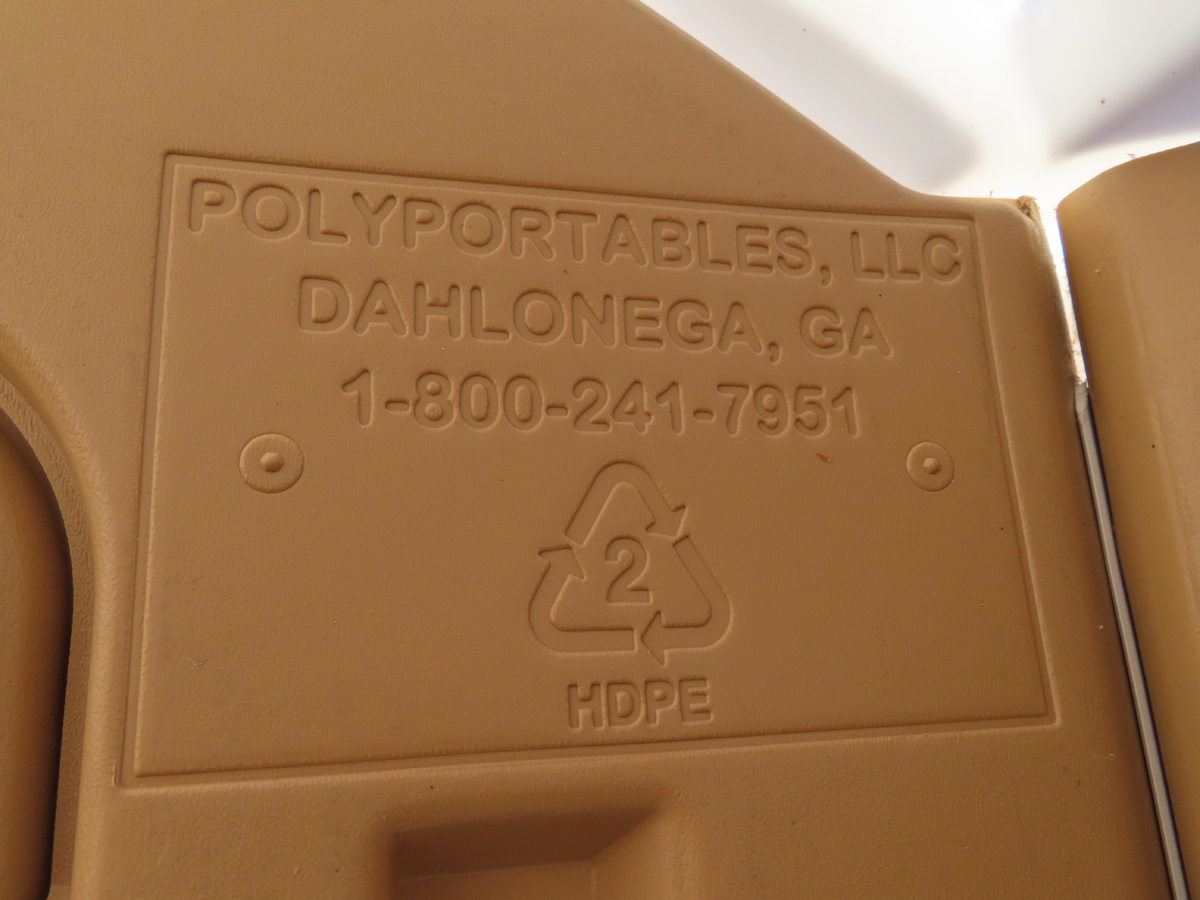 POLYPORTABLES, LLC
DAHLONEGA, GA
1-800-241-7951
2
HDPE